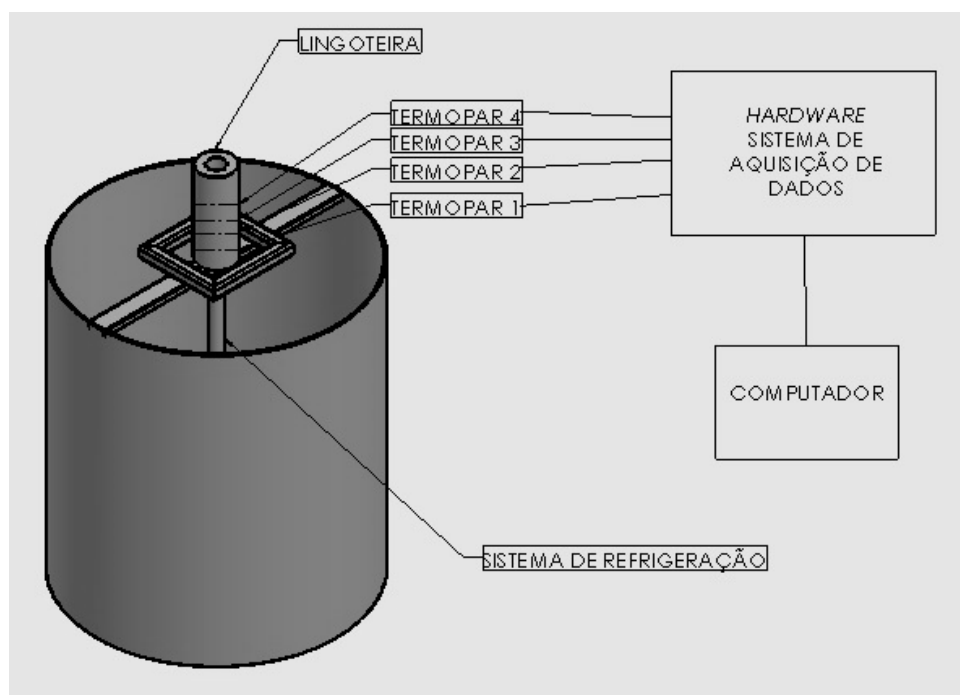 LINGOTEIRA
TERMOPAR 4
TERMOPAR 3
TERMOPAR 2
TERMOPAR 1
HARDWARE
SISTEMA DE
AQUISIÇÃO DE
DADOS
COMPUTADOR
SISTEMA DE REFRIGERAÇÃO